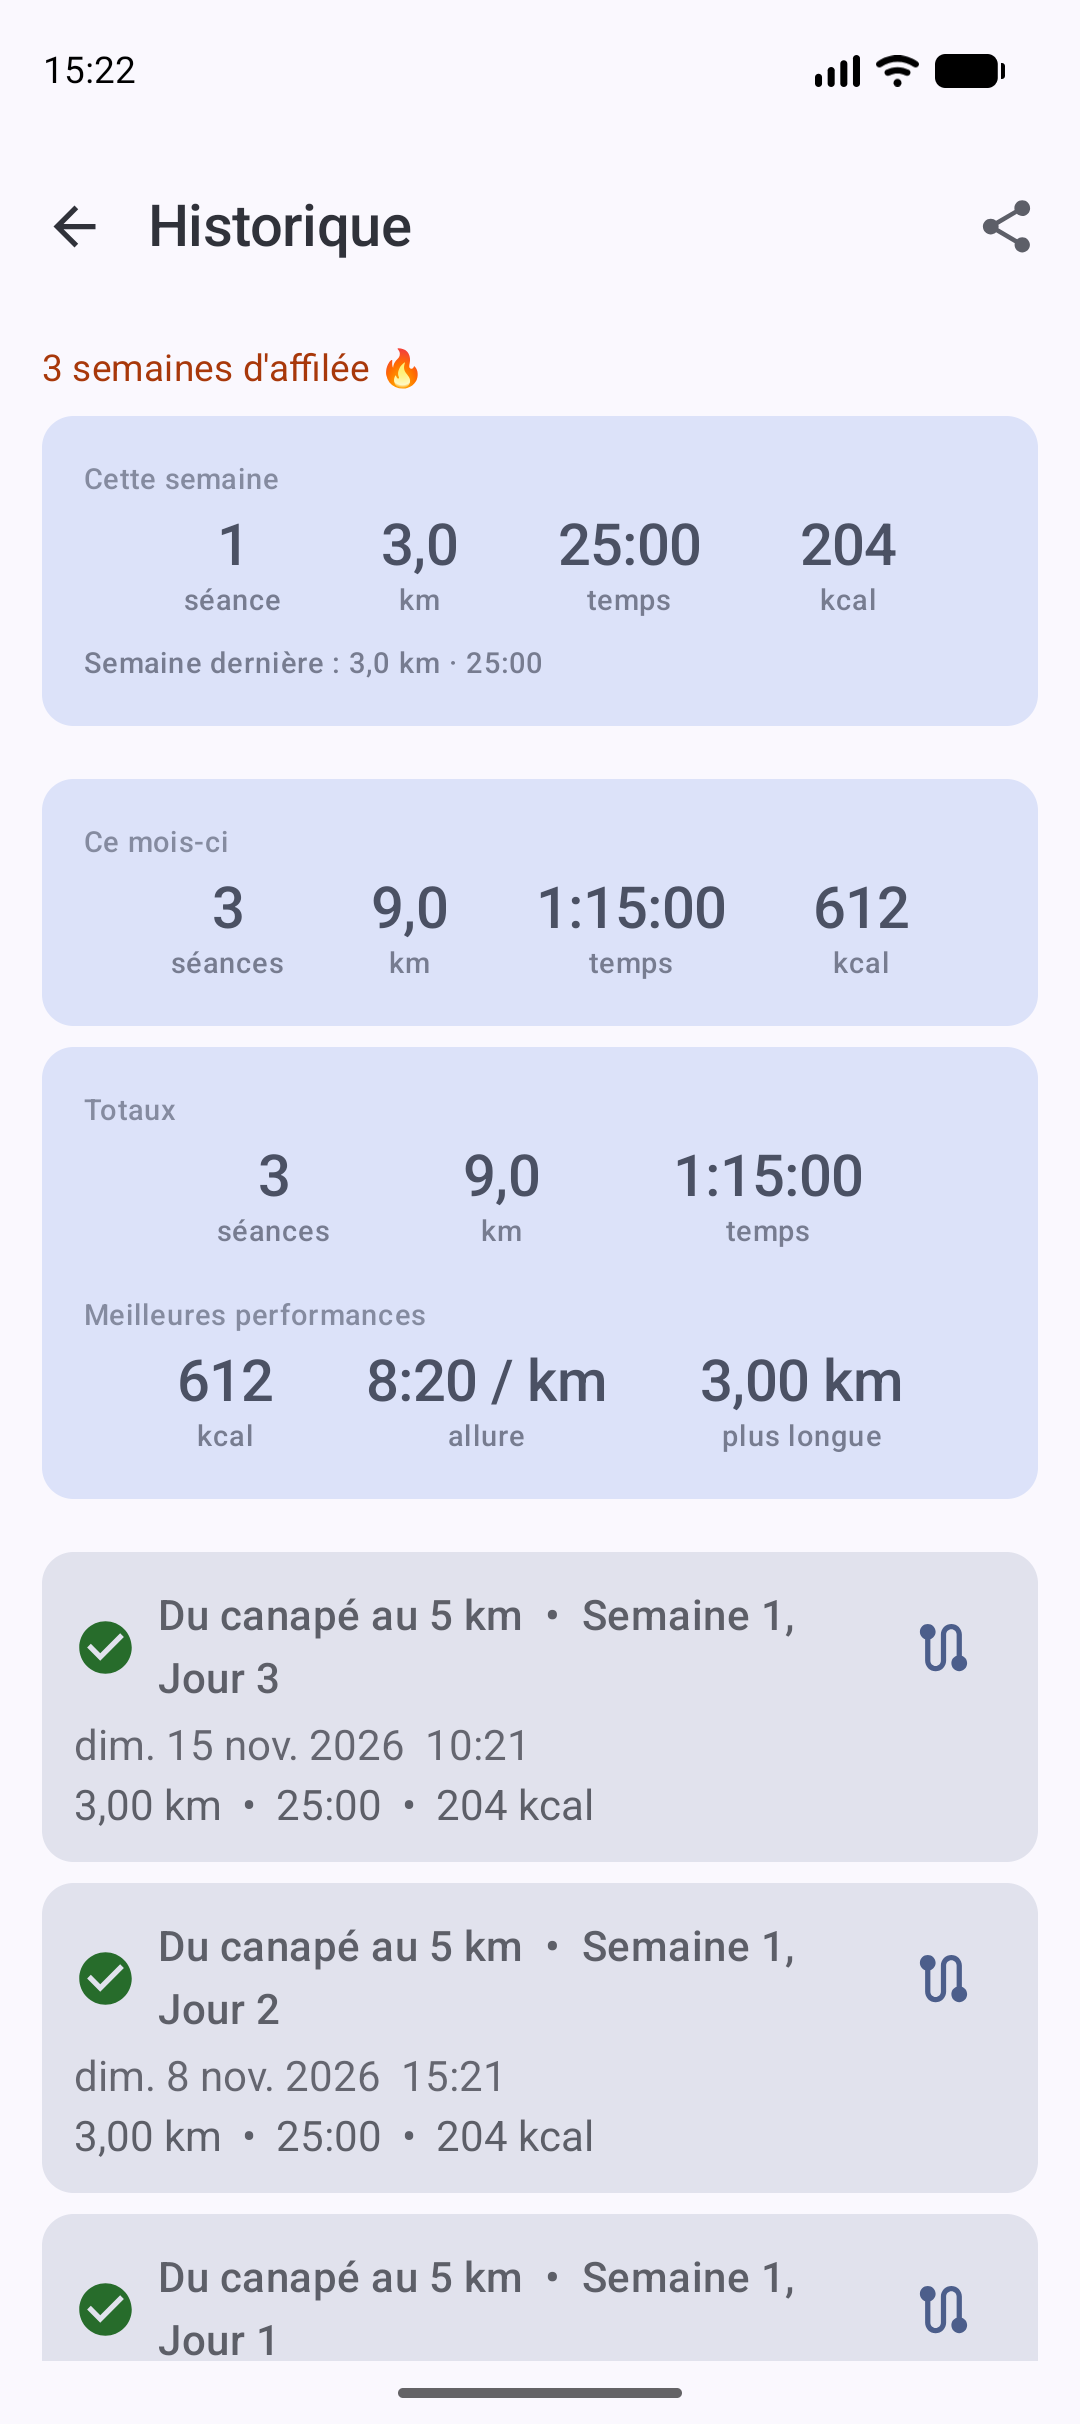 15:22
Historique
3 semaines d'affilée 🔥
Cette semaine
1 3,0 25:00 204
séance km temps kcal
Semaine dernière : 3,0 km · 25:00
Ce mois-ci
3 9,0 1:15:00 612
séances km temps kcal
Totaux
3 9,0 1:15:00
séances km temps
Meilleures performances
612 8:20 / km 3,00 km
kcal allure plus longue
Du canapé au 5 km • Semaine 1,
Jour 3
dim. 15 nov. 2026 10:21
3,00 km • 25:00 • 204 kcal
Du canapé au 5 km • Semaine 1,
Jour 2
dim. 8 nov. 2026 15:21
3,00 km • 25:00 • 204 kcal
Du canapé au 5 km • Semaine 1,
Jour 1